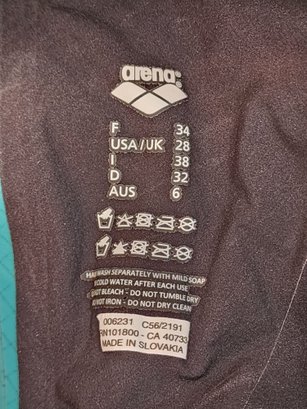 arena®
F 34
USA/UK 28
I 38
D 32
AUS 6
WASH SEPARATELY WITH MILD SOAP
COLD WATER AFTER EACH USE
NOT BLEACH - DO NOT TUMBLE DRY
DO NOT IRON - DO NOT DRY CLEAN
006231 C56/2191
RN101800 - CA 40733
MADE IN SLOVAKIA